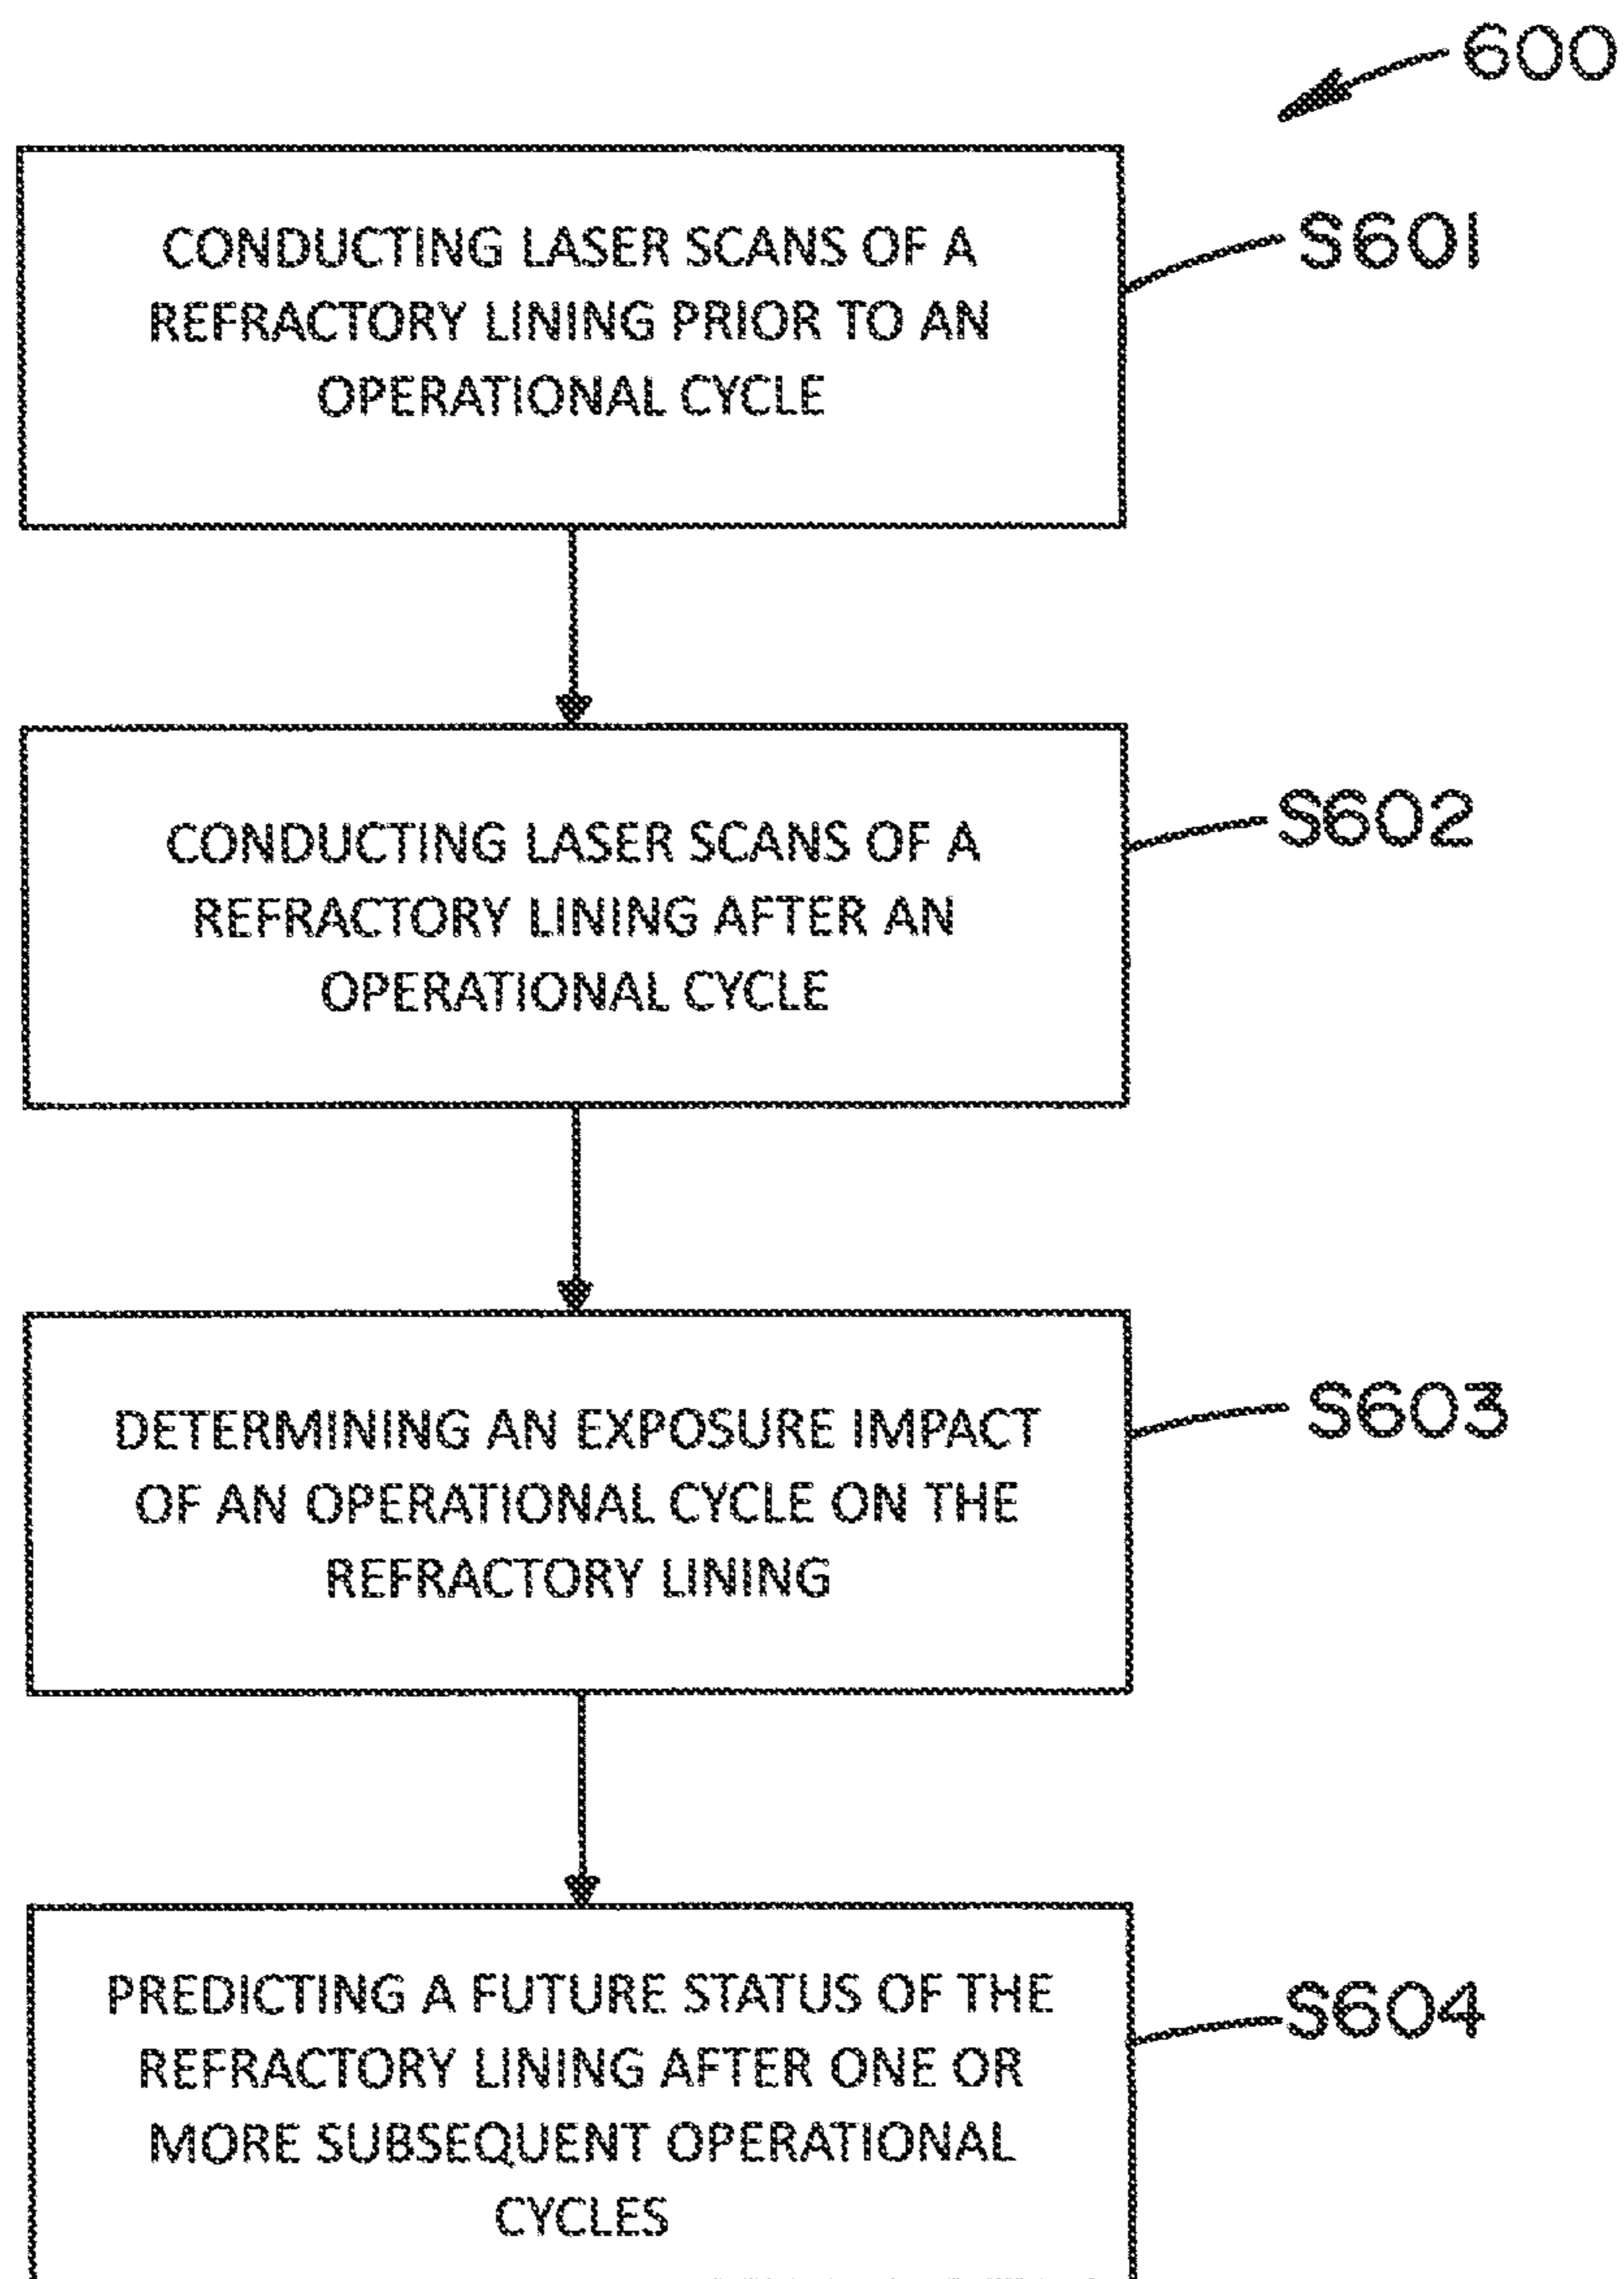 600
CONDUCTING LASER SCANS OF A
REFRACTORY LINING PRIOR TO AN
OPERATIONAL CYCLE
S601
CONDUCTING LASER SCANS OF A
REFRACTORY LINING AFTER AN
OPERATIONAL CYCLE
S602
DETERMINING AN EXPOSURE IMPACT
OF AN OPERATIONAL CYCLE ON THE
REFRACTORY LINING
S603
PREDICTING A FUTURE STATUS OF THE
REFRACTORY LINING AFTER ONE OR
MORE SUBSEQUENT OPERATIONAL
CYCLES
S604